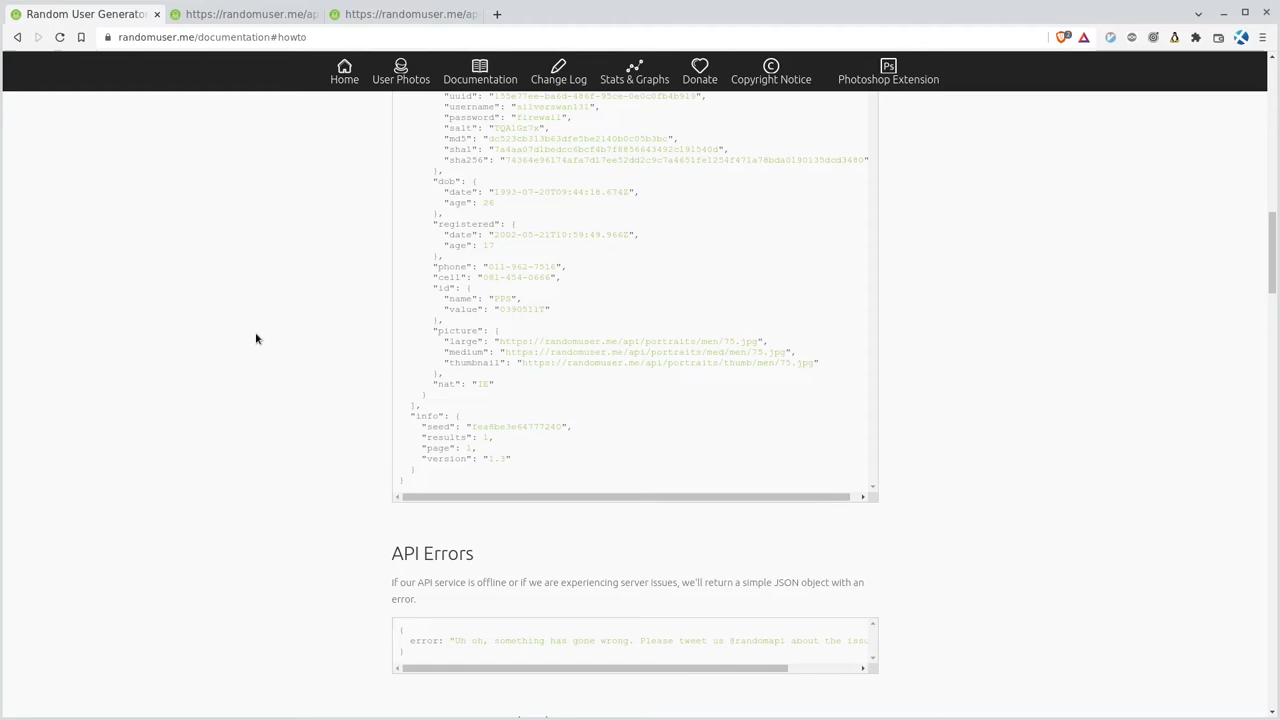 Random User Generator
https://randomuser.me/ap
https://randomuser.me/ap
randomuser.me/documentation#howto
Home
User Photos
Documentation
Change Log
Stats & Graphs
Donate
Copyright Notice
Photoshop Extension
"uuid": "155e77ee-ba6d-486f-95ce-0e0c0fb4b919",
"username": "silverswan131",
"password": "firewall",
"salt": "TQA1Gz7x",
"md5": "dc523cb313b63dfe5be2140b0c05b3bc",
"sha1": "7a4aa07d1bedcc6bcf4b7f8856643492c191540d",
"sha256": "74364e96174afa7d17ee52dd2c9c7a4651fe1254f471a78bda0190135dcd3480"
},
"dob": {
"date": "1993-07-20T09:44:18.674Z",
"age": 26
},
"registered": {
"date": "2002-05-21T10:59:49.966Z",
"age": 17
},
"phone": "011-962-7516",
"cell": "081-454-0666",
"id": {
"name": "PPS",
"value": "0390511T"
},
"picture": {
"large": "https://randomuser.me/api/portraits/men/75.jpg",
"medium": "https://randomuser.me/api/portraits/med/men/75.jpg",
"thumbnail": "https://randomuser.me/api/portraits/thumb/men/75.jpg"
},
"nat": "IE"
}
],
"info": {
"seed": "fea8be3e64777240",
"results": 1,
"page": 1,
"version": "1.3"
}
}
API Errors
If our API service is offline or if we are experiencing server issues, we'll return a simple JSON object with an
error.
{
error: "Uh oh, something has gone wrong. Please tweet us @randomapi about the issu
}